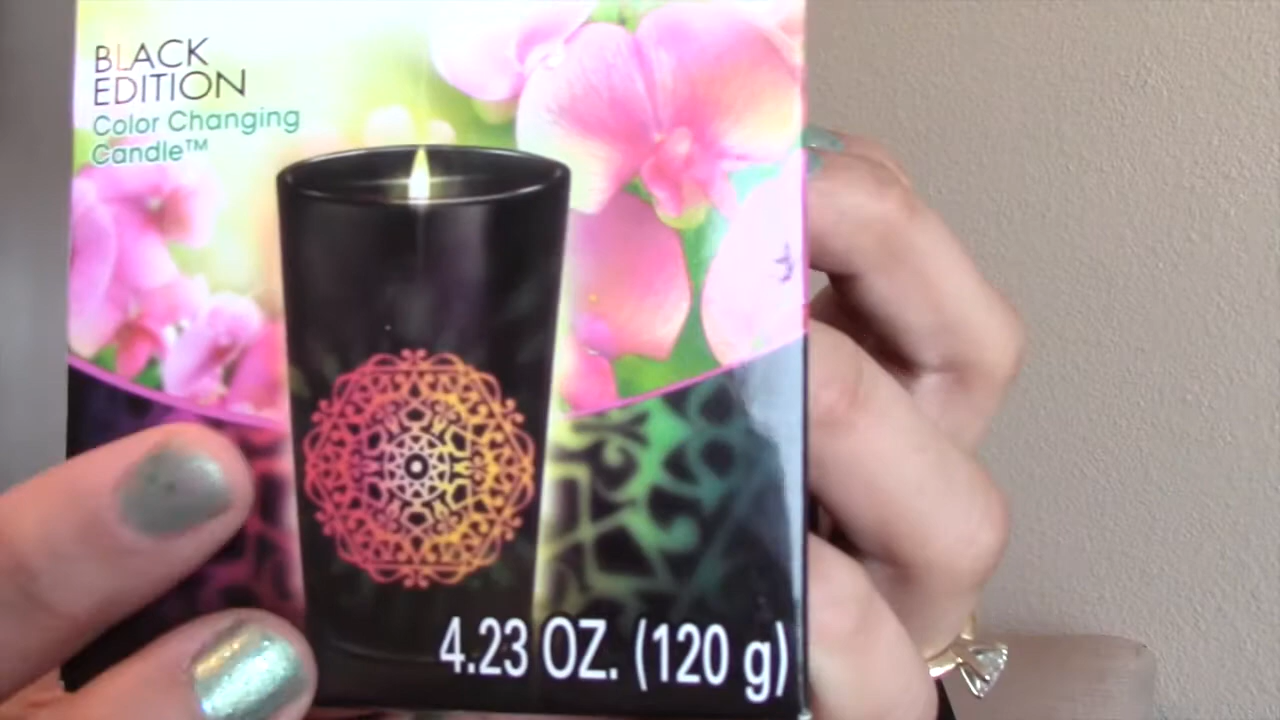 BLACK
EDITION
Color Changing
Candle™
4.23 OZ. (120 g)